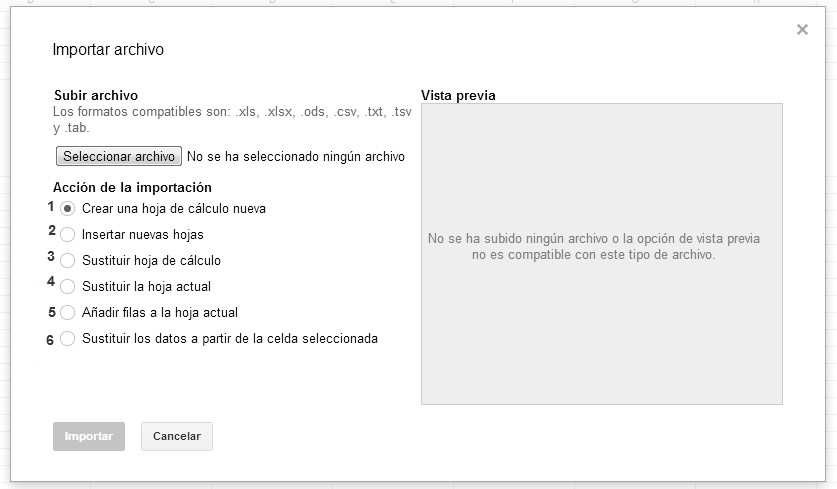 Importar archivo
Subir archivo
Los formatos compatibles son: .xls, .xlsx, .ods, .csv, .txt, .tsv
y .tab.
Seleccionar archivo No se ha seleccionado ningún archivo
Acción de la importación
1 Crear una hoja de cálculo nueva
2 Insertar nuevas hojas
3 Sustituir hoja de cálculo
4 Sustituir la hoja actual
5 Añadir filas a la hoja actual
6 Sustituir los datos a partir de la celda seleccionada
Vista previa
No se ha subido ningún archivo o la opción de vista previa
no es compatible con este tipo de archivo.
Importar Cancelar